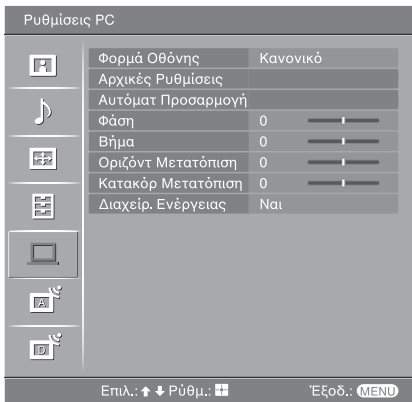 Ρυθμίσεις PC
Φορμά Οθόνης Κανονικό
Αρχικές Ρυθμίσεις
Αυτόματ Προσαρμογή
Φάση 0
Βήμα 0
Οριζόντ Μετατόπιση 0
Κατακόρ Μετατόπιση 0
Διαχείρ. Ενέργειας Ναι
A
D
Επιλ.: Ρύθμ.: Έξοδ.: MENU